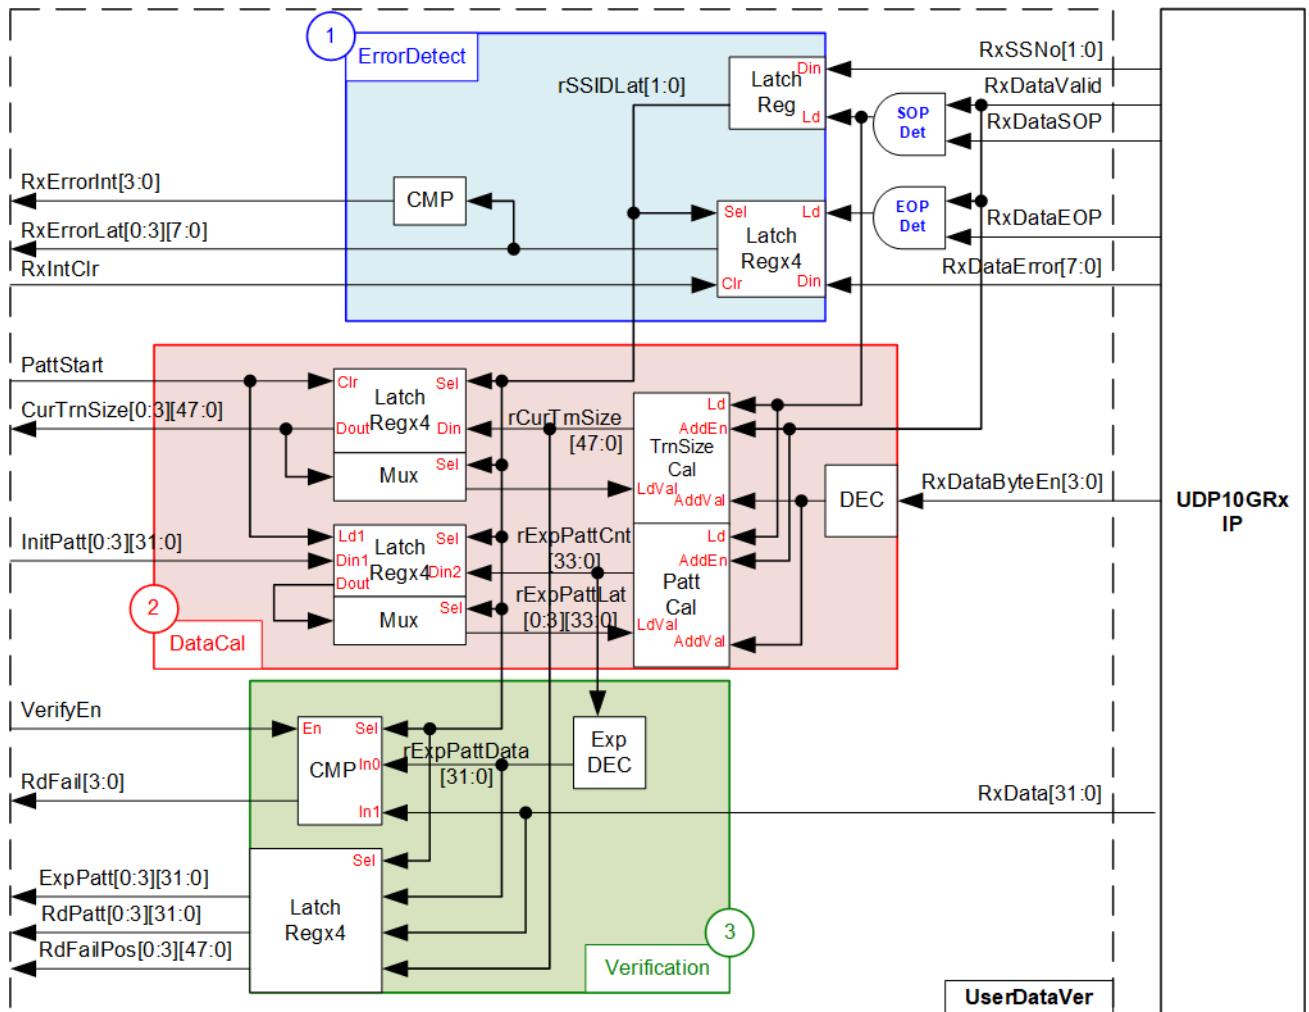 1
ErrorDetect
RxSSNo[1:0]
Din
Latch
Reg
Ld
rSSIDLat[1:0]
RxDataValid
SOP
Det
RxDataSOP
RxErrorInt[3:0]
CMP
EOP
Det
RxDataEOP
Sel
Ld
Latch
Regx4
Clr
Din
RxErrorLat[0:3][7:0]
RxIntClr
RxDataError[7:0]
PattStart
Clr
Sel
Latch
Regx4
Dout
Din
CurTrnSize[0:3][47:0]
rCurTrnSize
[47:0]
Ld
AddEn
TrnSize
Cal
LdVal
AddVal
Sel
Mux
DEC
RxDataByteEn[3:0]
UDP10GRx
IP
InitPatt[0:3][31:0]
Ld1
Sel
Latch
Din1
Regx4
Din2
Dout
rExpPattCnt
[33:0]
Ld
AddEn
Patt
Cal
LdVal
AddVal
rExpPattLat
[0:3][33:0]
Sel
Mux
2
DataCal
VerifyEn
En
Sel
CMP
In0
In1
rExpPattData
[31:0]
Exp
DEC
RdFail[3:0]
RxData[31:0]
Sel
Latch
Regx4
ExpPatt[0:3][31:0]
RdPatt[0:3][31:0]
RdFailPos[0:3][47:0]
3
Verification
UserDataVer